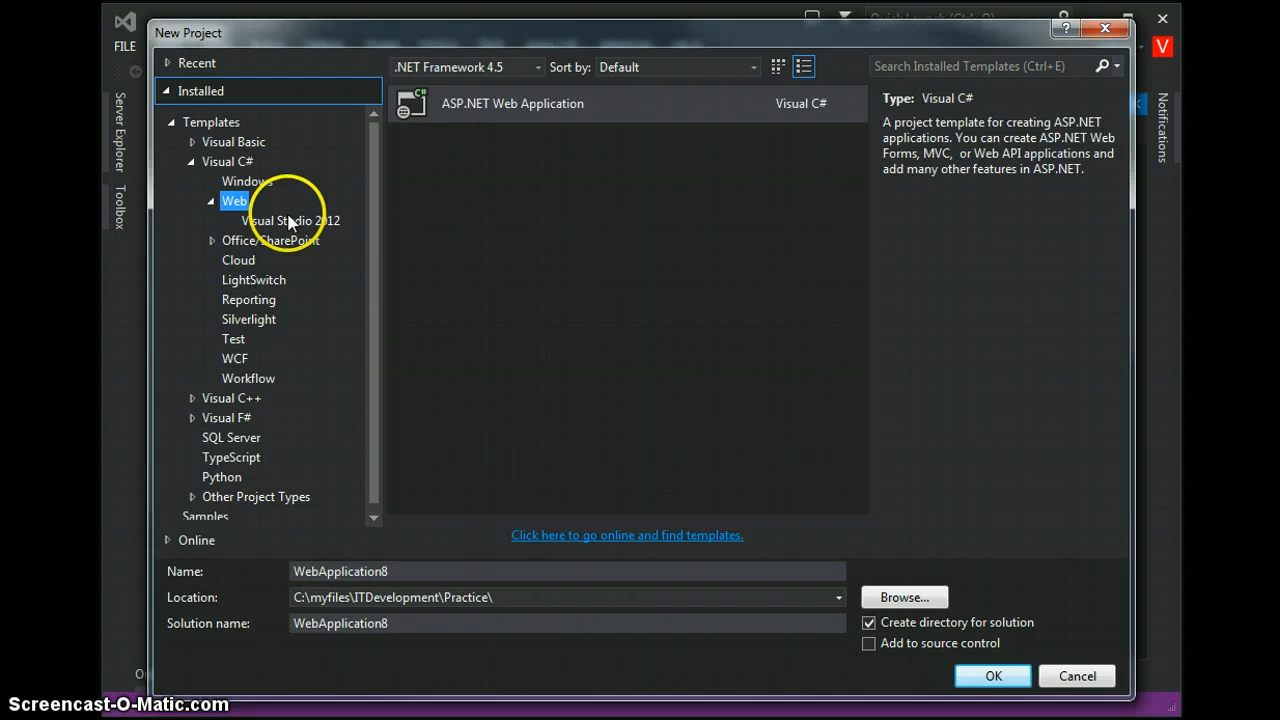 Quick Launch (Ctrl+Q)
New Project
FILE
V
Recent
.NET Framework 4.5
Sort by:
Default
Search Installed Templates (Ctrl+E)
Installed
Templates
Visual Basic
Visual C#
Windows
Web
Visual Studio 2012
Office/SharePoint
Cloud
LightSwitch
Reporting
Silverlight
Test
WCF
Workflow
Visual C++
Visual F#
SQL Server
TypeScript
Python
Other Project Types
Samples
Online
C#
ASP.NET Web Application
Visual C#
Type: Visual C#
A project template for creating ASP.NET
applications. You can create ASP.NET Web
Forms, MVC, or Web API applications and
add many other features in ASP.NET.
Server Explorer
Toolbox
Notifications
Click here to go online and find templates.
Name:
WebApplication8
Location:
C:\myfiles\ITDevelopment\Practice\
Browse...
Solution name:
WebApplication8
Create directory for solution
Add to source control
OK
Cancel
Screencast-O-Matic.com